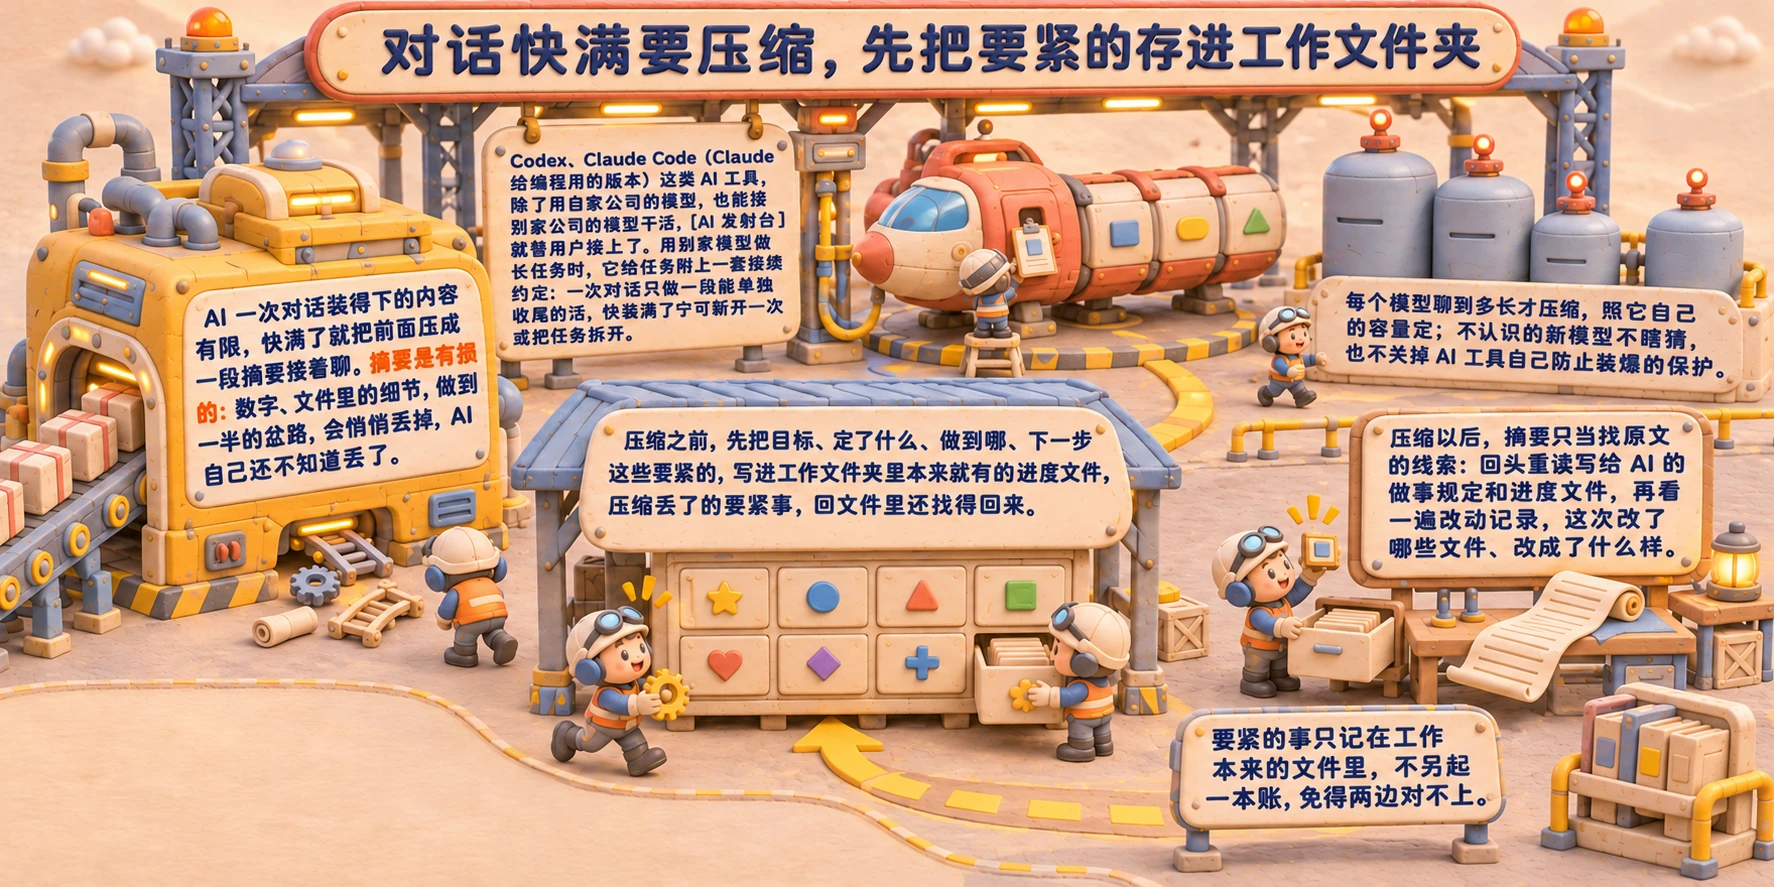 对话快满要压缩，先把要紧的存进工作文件夹
Codex、Claude Code（Claude
给编程用的版本）这类 AI 工具，
除了用自家公司的模型，也能接
别家公司的模型干活，[AI 发射台]
就替用户接上了。用别家模型做
长任务时，它给任务附上一套接续
约定：一次对话只做一段能单独
收尾的活，快装满了宁可新开一次
或把任务拆开。
AI 一次对话装得下的内容
有限，快满了就把前面压成
一段摘要接着聊。摘要是有损
的：数字、文件里的细节，做到
一半的岔路，会悄悄丢掉，AI
自己还不知道丢了。
每个模型聊到多长才压缩，照它自己
的容量定；不认识的新模型不瞎猜，
也不关掉 AI 工具自己防止装爆的保护。
压缩之前，先把目标、定了什么、做到哪、下一步
这些要紧的，写进工作文件夹里本来就有的进度文件，
压缩丢了的要紧事，回文件里还找得回来。
压缩以后，摘要只当找原文
的线索：回头重读写给 AI 的
做事规定和进度文件，再看
一遍改动记录，这次改了
哪些文件、改成了什么样。
要紧的事只记在工作
本来的文件里，不另起
一本账，免得两边对不上。